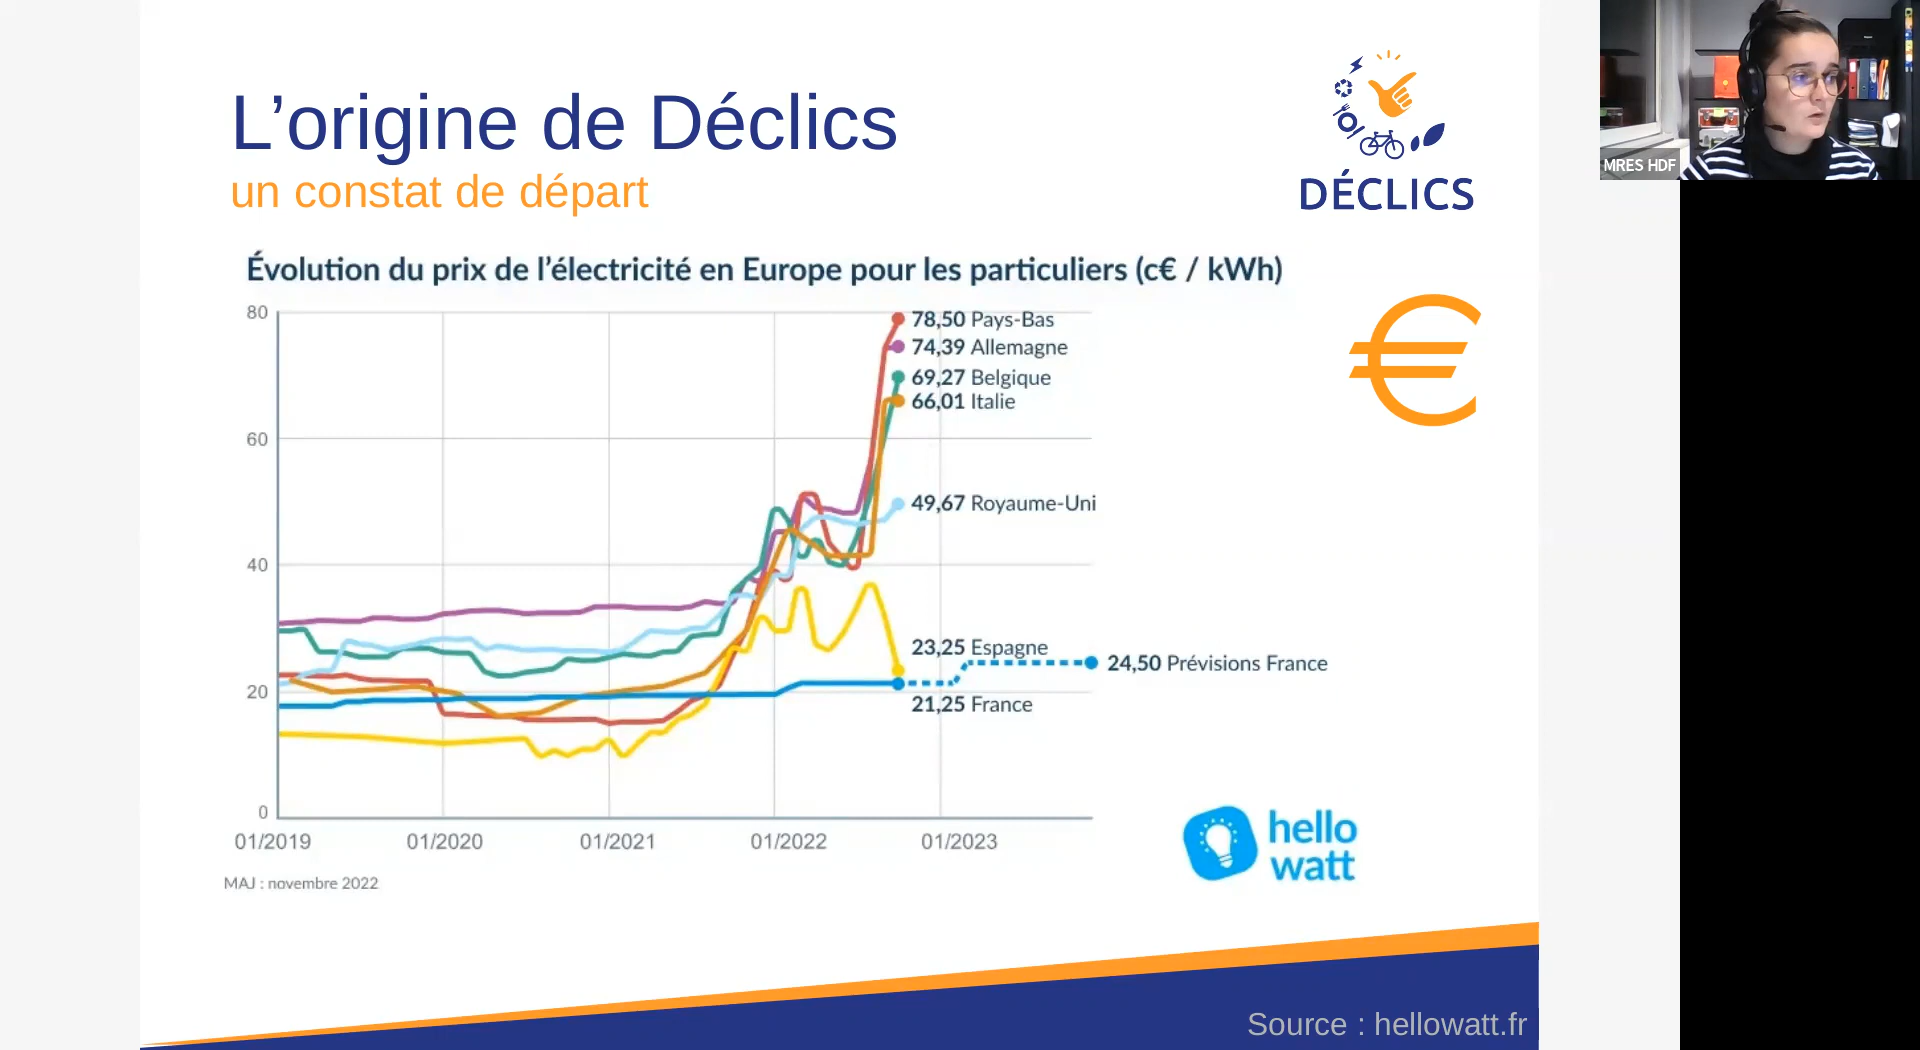 L’origine de Déclics
un constat de départ
DÉCLICS
MRES HDF
Évolution du prix de l’électricité en Europe pour les particuliers (c€ / kWh)
€
80
60
40
20
0
78,50 Pays-Bas
74,39 Allemagne
69,27 Belgique
66,01 Italie
49,67 Royaume-Uni
23,25 Espagne
24,50 Prévisions France
21,25 France
01/2019
01/2020
01/2021
01/2022
01/2023
MAJ : novembre 2022
hello
watt
Source : hellowatt.fr